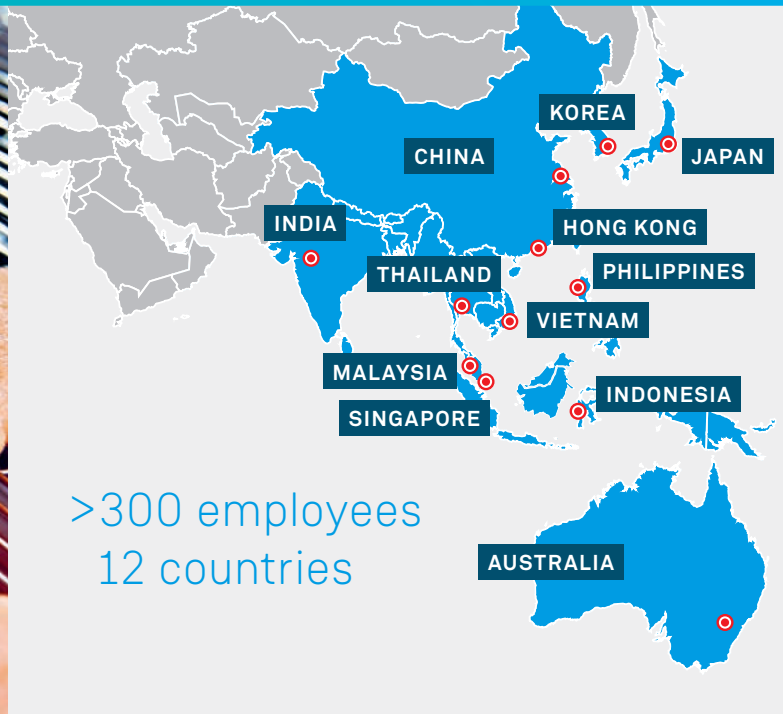 KOREA
CHINA
JAPAN
INDIA
HONG KONG
THAILAND
PHILIPPINES
VIETNAM
MALAYSIA
INDONESIA
SINGAPORE
>300 employees
12 countries
AUSTRALIA